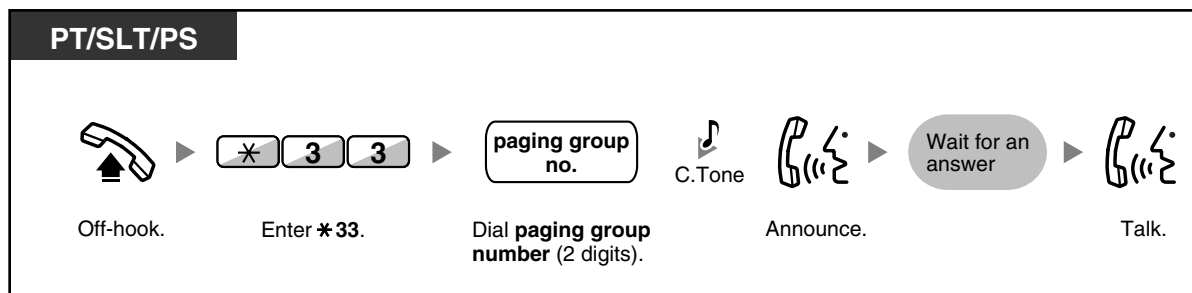 PT/SLT/PS
✳ 3 3
paging group
no.
C.Tone
Wait for an
answer
Off-hook.
Enter ✳33.
Dial paging group
number (2 digits).
Announce.
Talk.